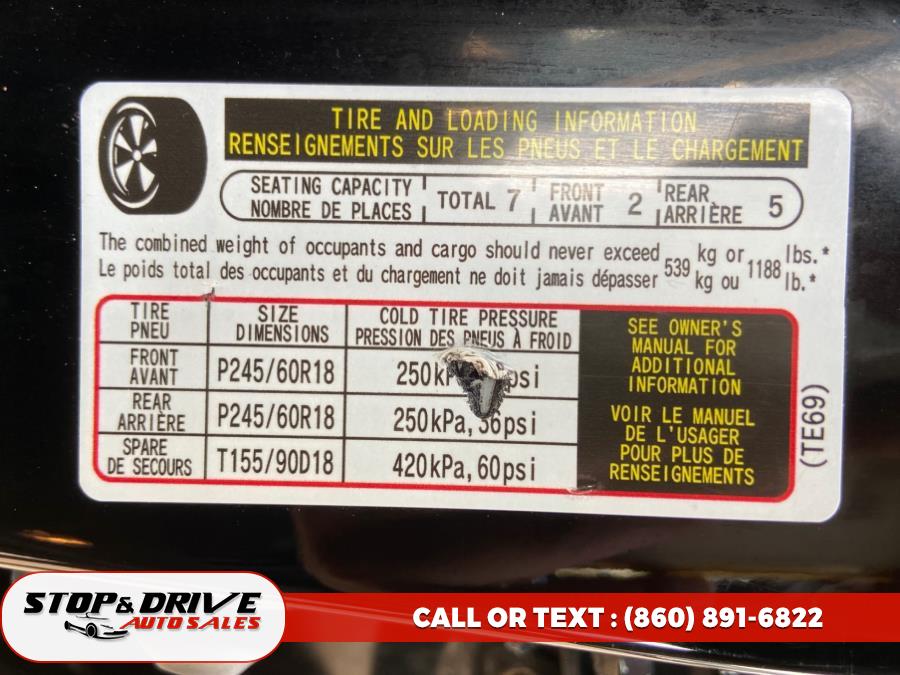 TIRE AND LOADING INFORMATION
RENSEIGNEMENTS SUR LES PNEUS ET LE CHARGEMENT
SEATING CAPACITY
NOMBRE DE PLACES
TOTAL 7
FRONT
AVANT
2
REAR
ARRIÈRE
5
The combined weight of occupants and cargo should never exceed 539 kg or 1188 lbs.*
Le poids total des occupants et du chargement ne doit jamais dépasser kg ou lb.*
TIRE
PNEU
SIZE
DIMENSIONS
COLD TIRE PRESSURE
PRESSION DES PNEUS À FROID
FRONT
AVANT
P245/60R18
REAR
ARRIÈRE
P245/60R18
250kPa, 36psi
SPARE
DE SECOURS
T155/90D18
420kPa, 60psi
SEE OWNER'S
MANUAL FOR
ADDITIONAL
INFORMATION
VOIR LE MANUEL
DE L'USAGER
POUR PLUS DE
RENSEIGNEMENTS
(TE69)
STOP & DRIVE
AUTO SALES
CALL OR TEXT : (860) 891-6822